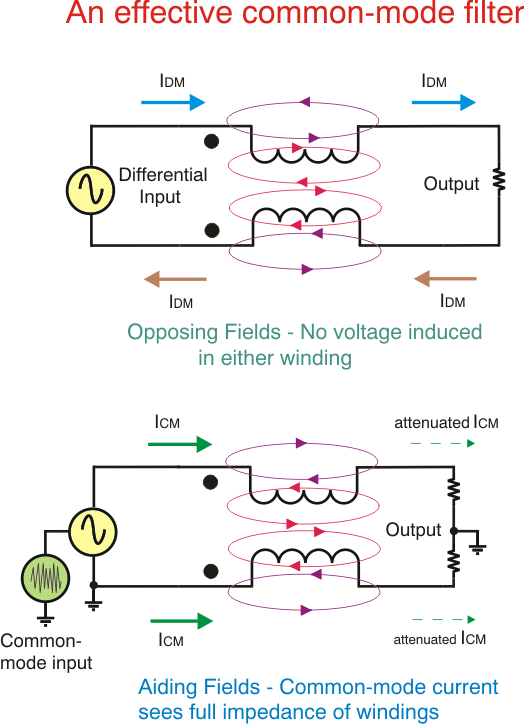 An effective common-mode filter
IDM
IDM
Differential
Input
Output
IDM
IDM
Opposing Fields - No voltage induced
in either winding
ICM
attenuated ICM
Output
Common-
mode input
ICM
attenuated ICM
Aiding Fields - Common-mode current
sees full impedance of windings